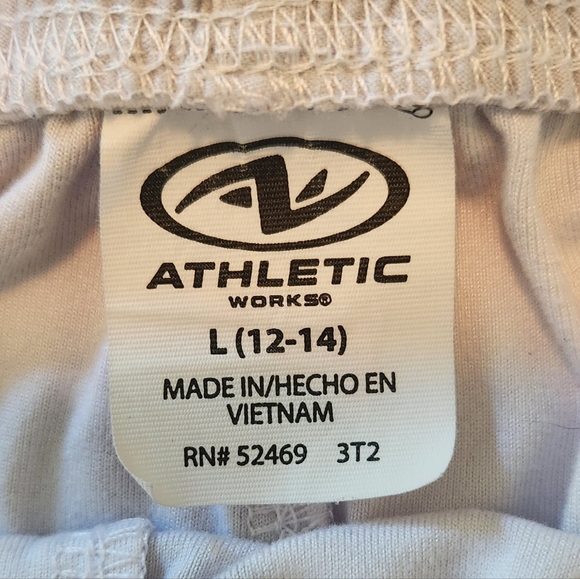 ATHLETIC
WORKS®
L (12-14)
MADE IN/HECHO EN
VIETNAM
RN# 52469 3T2